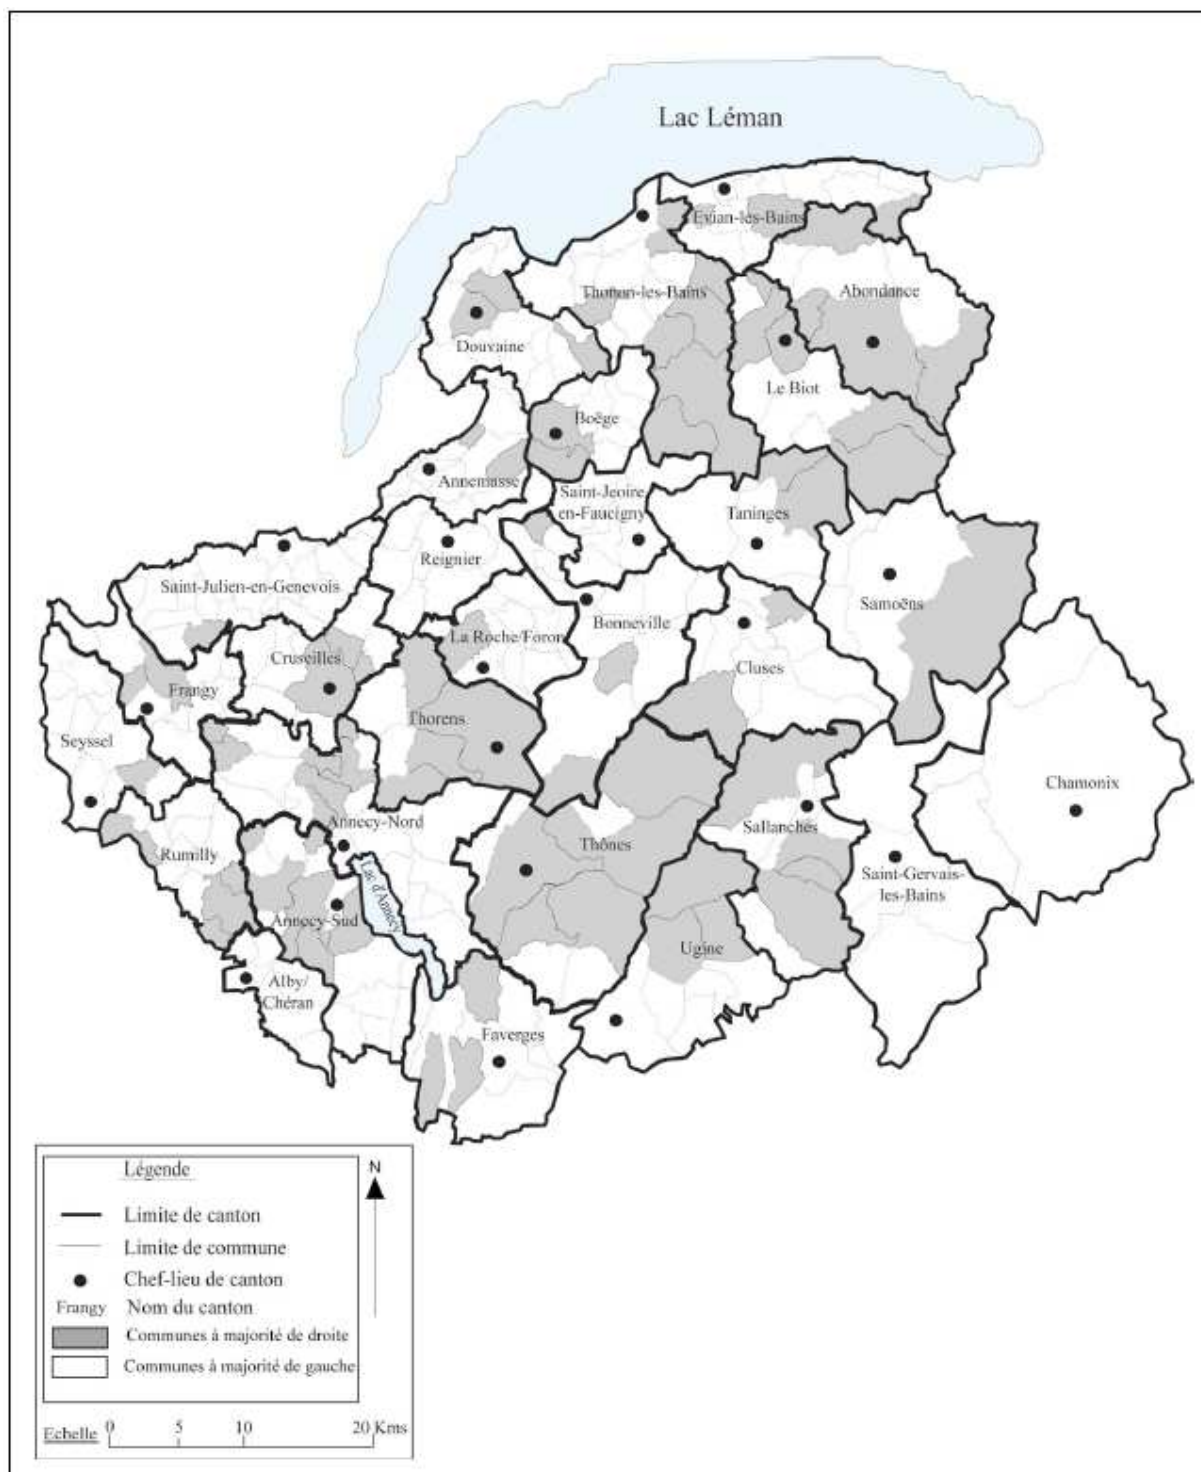 Lac Léman
Evian-les-Bains
Thonon-les-Bains
Abondance
Douvaine
Le Biot
Boëge
Annemasse
Saint-Jeoire
en-Faucigny
Taninges
Reignier
Saint-Julien-en-Genevois
Samoëns
La Roche/Foron
Bonneville
Cruseilles
Cluses
Frangy
Thorens
Seyssel
Chamonix
Annecy-Nord
Sallanches
Thônes
Rumilly
Saint-Gervais-
les-Bains
Lac d'Annecy
Annecy-Sud
Ugine
Alby/
Chéran
Faverges
Légende
N
Limite de canton
Limite de commune
Chef-lieu de canton
Frangy Nom du canton
Communes à majorité de droite
Communes à majorité de gauche
Echelle 0 5 10 20 Kms